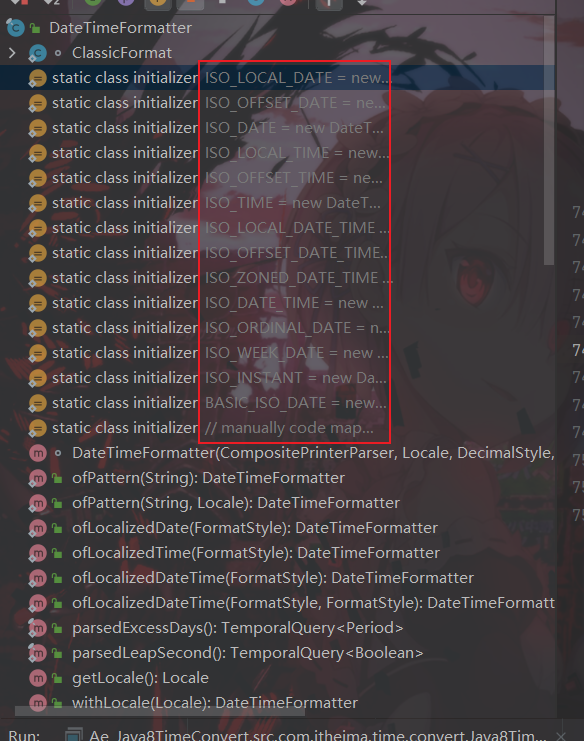 DateTimeFormatter
ClassicFormat
static class initializer ISO_LOCAL_DATE = new...
static class initializer ISO_OFFSET_DATE = ne...
static class initializer ISO_DATE = new DateT...
static class initializer ISO_LOCAL_TIME = new...
static class initializer ISO_OFFSET_TIME = ne...
static class initializer ISO_TIME = new DateT...
static class initializer ISO_LOCAL_DATE_TIME ...
static class initializer ISO_OFFSET_DATE_TIME...
static class initializer ISO_ZONED_DATE_TIME ...
static class initializer ISO_DATE_TIME = new ...
static class initializer ISO_ORDINAL_DATE = n...
static class initializer ISO_WEEK_DATE = new ...
static class initializer ISO_INSTANT = new Da...
static class initializer BASIC_ISO_DATE = new...
static class initializer // manually code map...
DateTimeFormatter(CompositePrinterParser, Locale, DecimalStyle,
ofPattern(String): DateTimeFormatter
ofPattern(String, Locale): DateTimeFormatter
ofLocalizedDate(FormatStyle): DateTimeFormatter
ofLocalizedTime(FormatStyle): DateTimeFormatter
ofLocalizedDateTime(FormatStyle): DateTimeFormatter
ofLocalizedDateTime(FormatStyle, FormatStyle): DateTimeFormatt
parsedExcessDays(): TemporalQuery<Period>
parsedLeapSecond(): TemporalQuery<Boolean>
getLocale(): Locale
withLocale(Locale): DateTimeFormatter
Run: Ae_Java8TimeConvert.src.com.itheima.time.convert.Java8Tim...